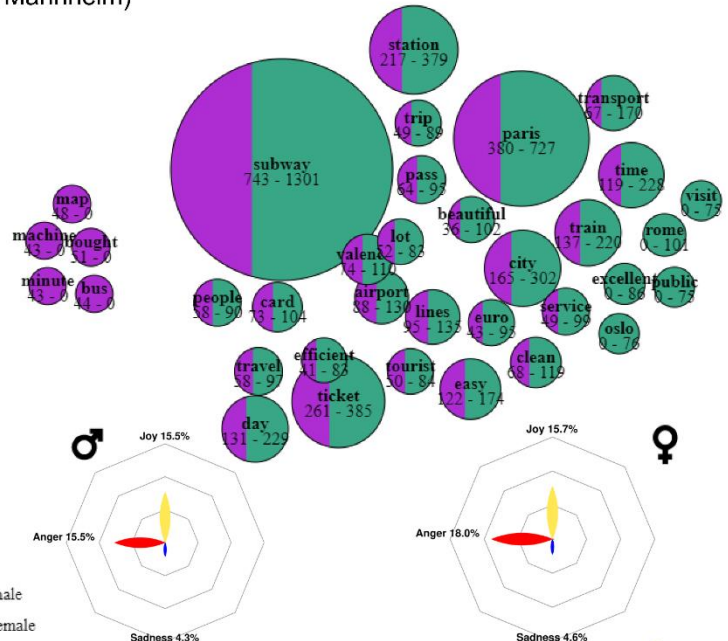 Mannheim)
station
217 - 379
trip
49 - 89
paris
380 - 727
transport
67 - 170
subway
743 - 1301
pass
64 - 95
time
119 - 228
visit
0 - 75
map
48 - 0
beautiful
36 - 102
machine
43 - 0
bought
51 - 0
lot
52 - 83
train
137 - 220
rome
0 - 101
valence
74 - 110
city
165 - 302
minute
43 - 0
bus
44 - 0
people
58 - 90
card
73 - 104
airport
88 - 130
lines
95 - 135
euro
43 - 95
service
49 - 99
excellent
0 - 86
public
0 - 75
oslo
0 - 76
travel
58 - 97
efficient
41 - 83
tourist
50 - 84
clean
68 - 119
ticket
261 - 385
easy
122 - 174
day
131 - 229
♂
Joy 15.5%
Anger 15.5%
Sadness 4.3%
♀
Joy 15.7%
Anger 18.0%
Sadness 4.6%
ale
emale